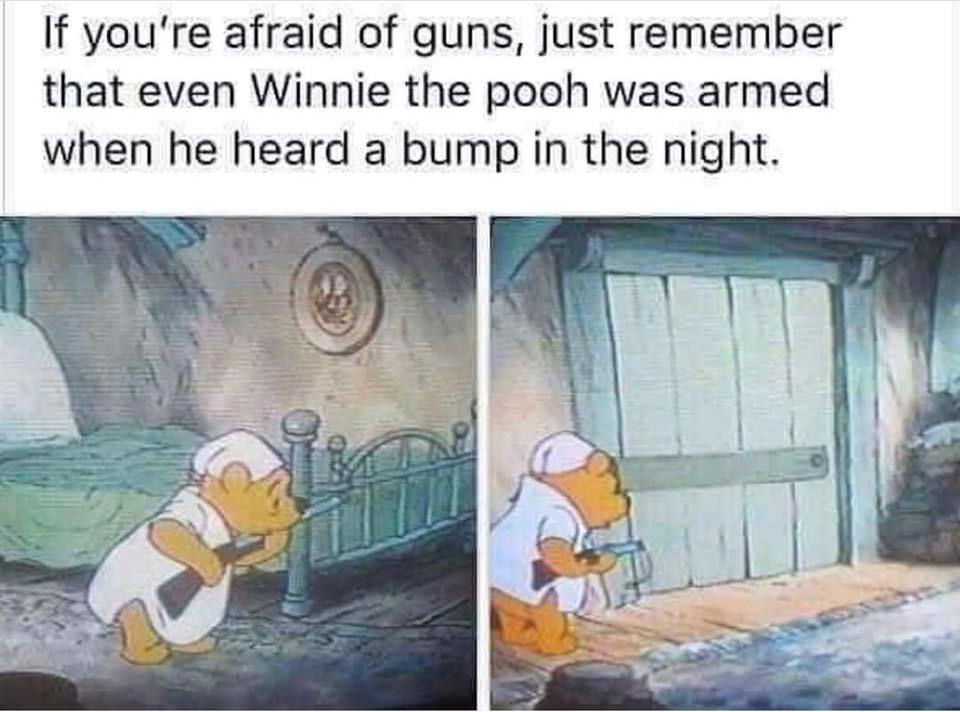 If you're afraid of guns, just remember
that even Winnie the pooh was armed
when he heard a bump in the night.